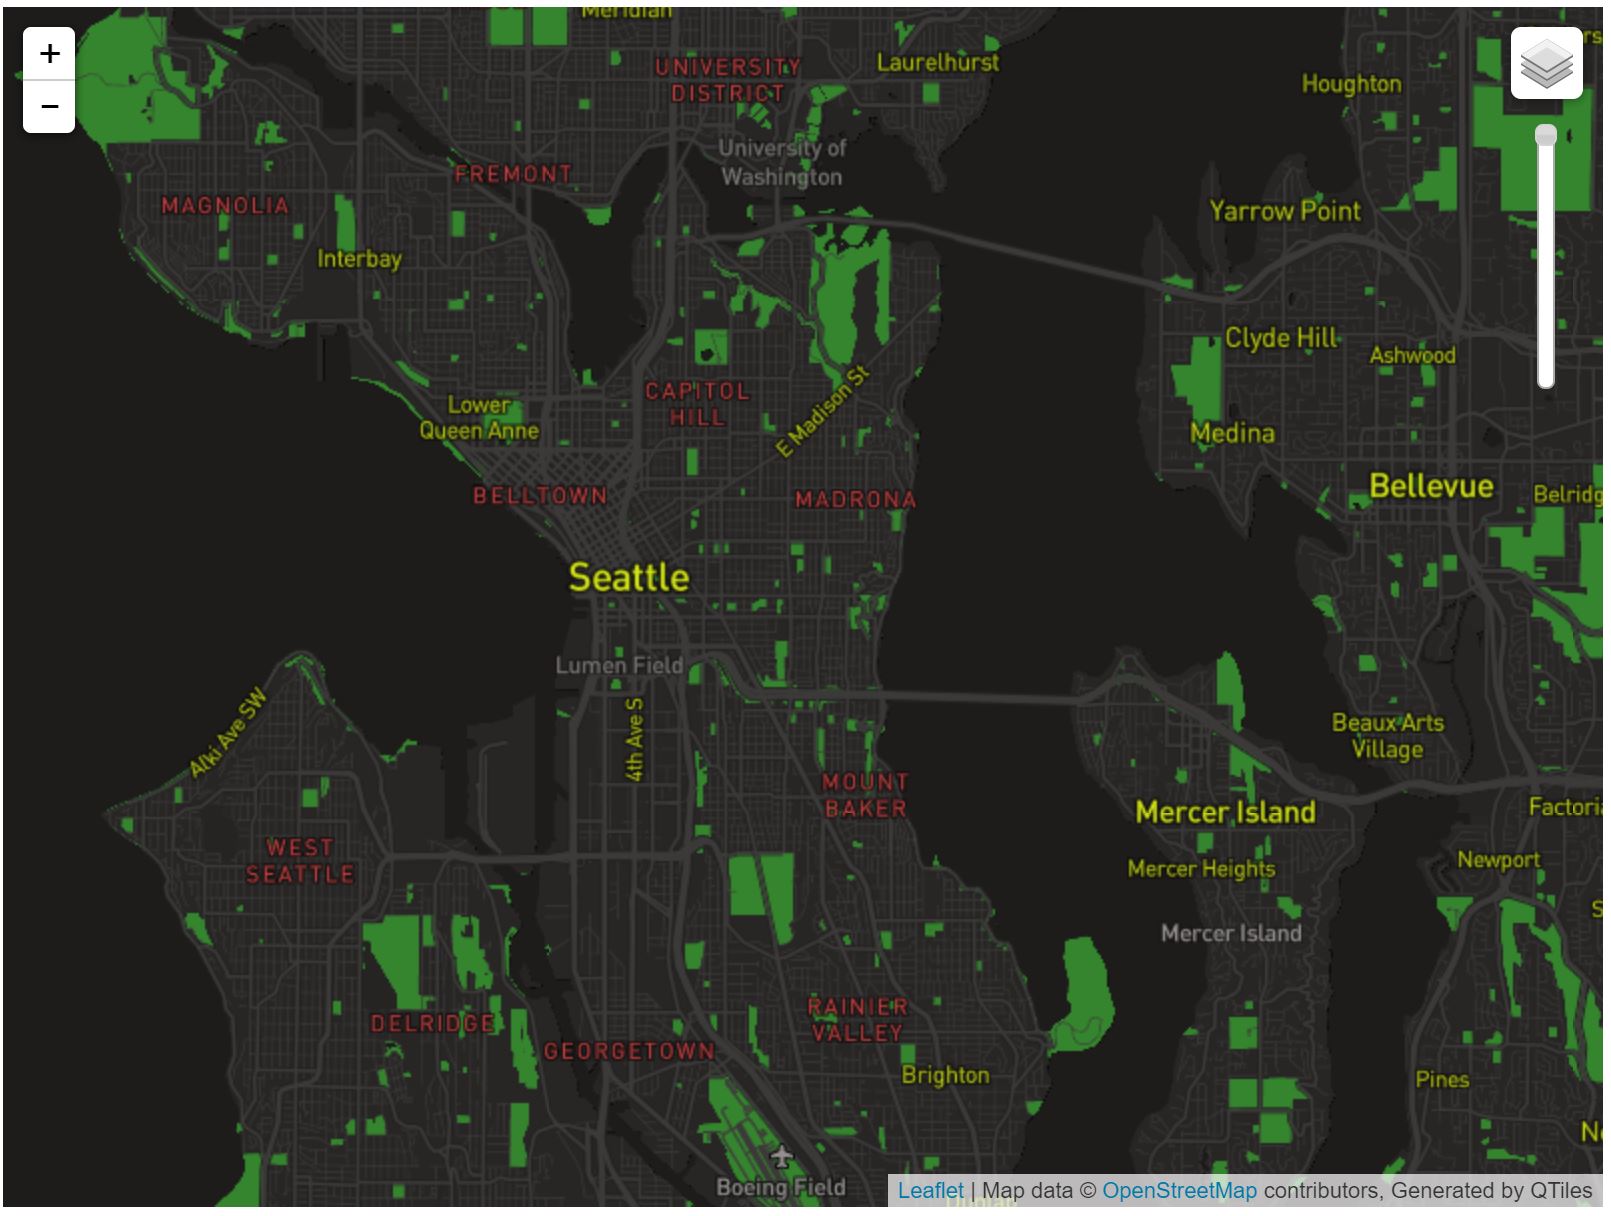 Meridian
+
−
UNIVERSITY
DISTRICT
Laurelhurst
Houghton
University of
Washington
FREMONT
MAGNOLIA
Yarrow Point
Interbay
Clyde Hill
Ashwood
CAPITOL
HILL
Lower
Queen Anne
E Madison St
Medina
BELLTOWN
MADRONA
Bellevue
Belridg
Seattle
Lumen Field
Alki Ave SW
4th Ave S
Beaux Arts
Village
MOUNT
BAKER
Mercer Island
Factoria
WEST
SEATTLE
Mercer Heights
Newport
Mercer Island
DELRIDGE
RAINIER
VALLEY
GEORGETOWN
Brighton
Pines
Boeing Field
Leaflet | Map data © OpenStreetMap contributors, Generated by QTiles